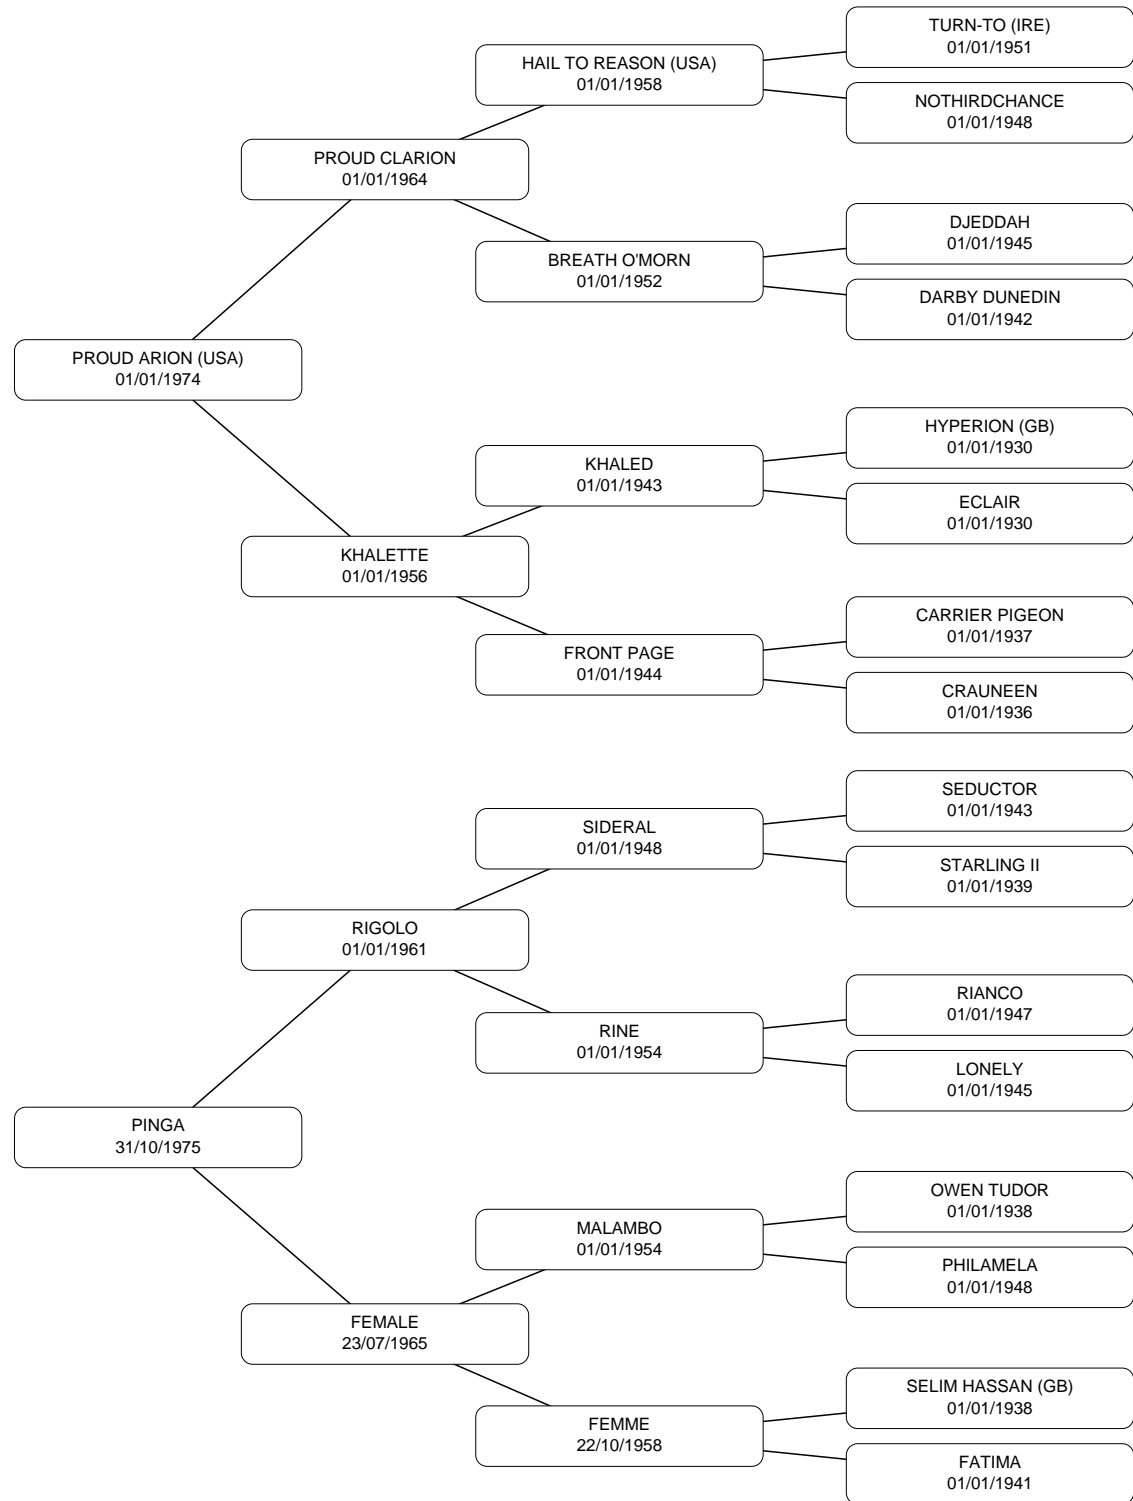 TURN-TO (IRE)
01/01/1951
HAIL TO REASON (USA)
01/01/1958
NOTHIRDCHANCE
01/01/1948
PROUD CLARION
01/01/1964
DJEDDAH
01/01/1945
BREATH O'MORN
01/01/1952
DARBY DUNEDIN
01/01/1942
PROUD ARION (USA)
01/01/1974
HYPERION (GB)
01/01/1930
KHALED
01/01/1943
ECLAIR
01/01/1930
KHALETTE
01/01/1956
CARRIER PIGEON
01/01/1937
FRONT PAGE
01/01/1944
CRAUNEEN
01/01/1936
SEDUCTOR
01/01/1943
SIDERAL
01/01/1948
STARLING II
01/01/1939
RIGOLO
01/01/1961
RIANCO
01/01/1947
RINE
01/01/1954
LONELY
01/01/1945
PINGA
31/10/1975
OWEN TUDOR
01/01/1938
MALAMBO
01/01/1954
PHILAMELA
01/01/1948
FEMALE
23/07/1965
SELIM HASSAN (GB)
01/01/1938
FEMME
22/10/1958
FATIMA
01/01/1941